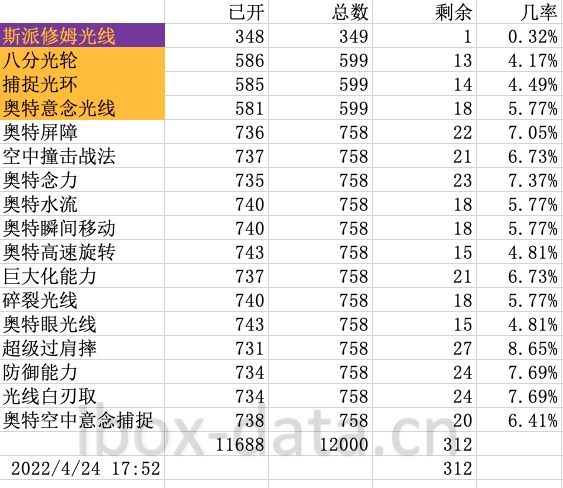 已开 总数 剩余 几率
斯派修姆光线 348 349 1 0.32%
八分光轮 586 599 13 4.17%
捕捉光环 585 599 14 4.49%
奥特意念光线 581 599 18 5.77%
奥特屏障 736 758 22 7.05%
空中撞击战法 737 758 21 6.73%
奥特念力 735 758 23 7.37%
奥特水流 740 758 18 5.77%
奥特瞬间移动 740 758 18 5.77%
奥特高速旋转 743 758 15 4.81%
巨大化能力 737 758 21 6.73%
碎裂光线 740 758 18 5.77%
奥特眼光线 743 758 15 4.81%
超级过肩摔 731 758 27 8.65%
防御能力 734 758 24 7.69%
光线白刃取 734 758 24 7.69%
奥特空中意念捕捉 738 758 20 6.41%
ibox-data.cn
11688 12000 312
2022/4/24 17:52 312